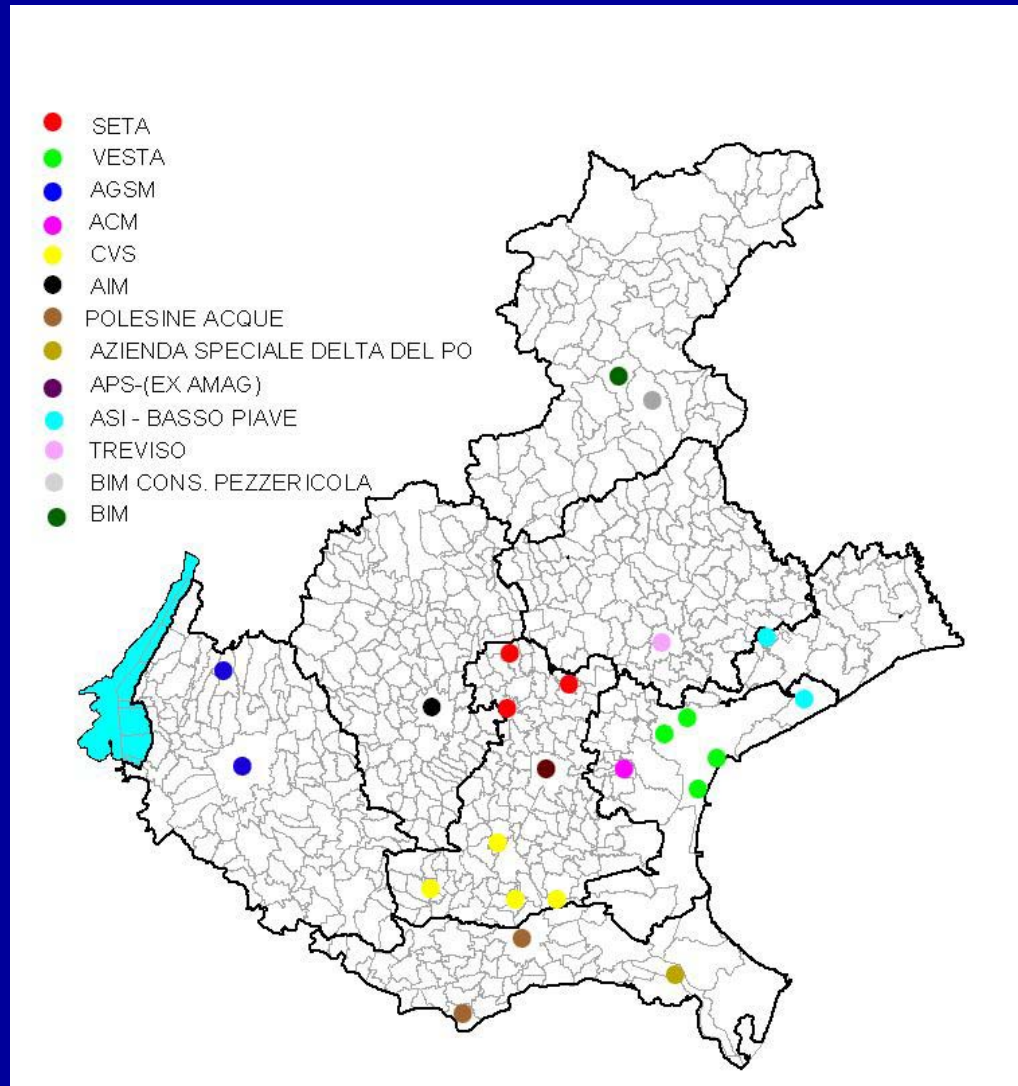 SETA
VESTA
AGSM
ACM
CVS
AIM
POLESINE ACQUE
AZIENDA SPECIALE DELTA DEL PO
APS-(EX AMAG)
ASI - BASSO PIAVE
TREVISO
BIM CONS. PEZZERICOLA
BIM